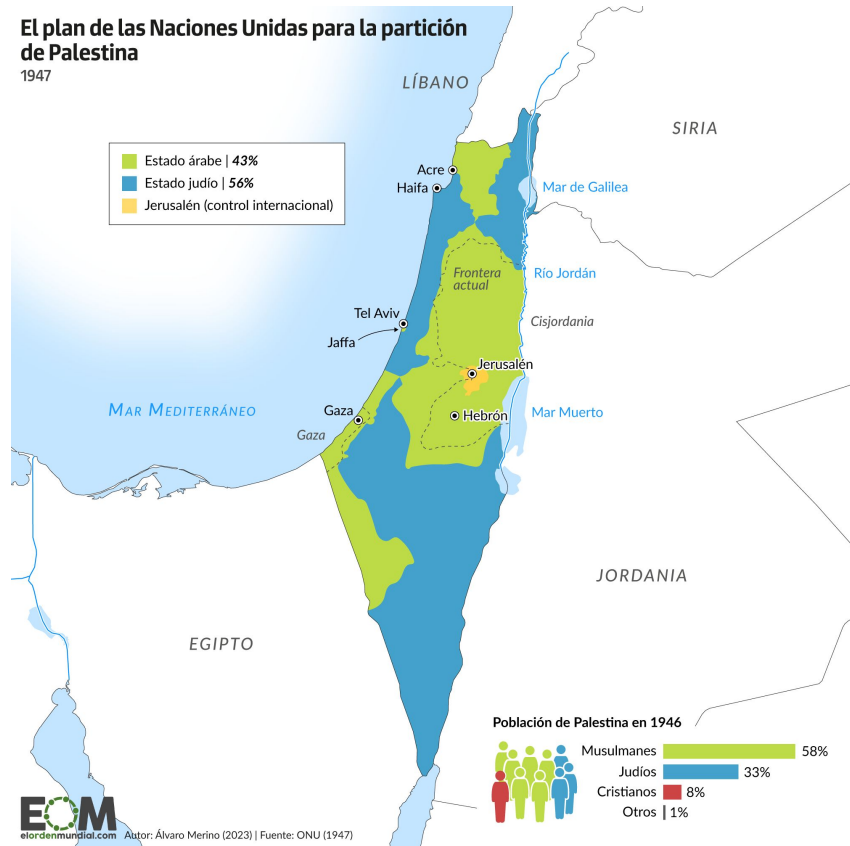 El plan de las Naciones Unidas para la partición
de Palestina
1947
LÍBANO
SIRIA
Estado árabe | 43%
Estado judío | 56%
Jerusalén (control internacional)
Acre
Haifa
Mar de Galilea
Frontera
actual
Río Jordán
Tel Aviv
Cisjordania
Jaffa
Jerusalén
Mar Mediterráneo
Gaza
Hebrón
Mar Muerto
Gaza
JORDANIA
EGIPTO
Población de Palestina en 1946
Musulmanes 58%
Judíos 33%
Cristianos 8%
Otros 1%
EOM
elordenmundial.com Autor: Álvaro Merino (2023) | Fuente: ONU (1947)